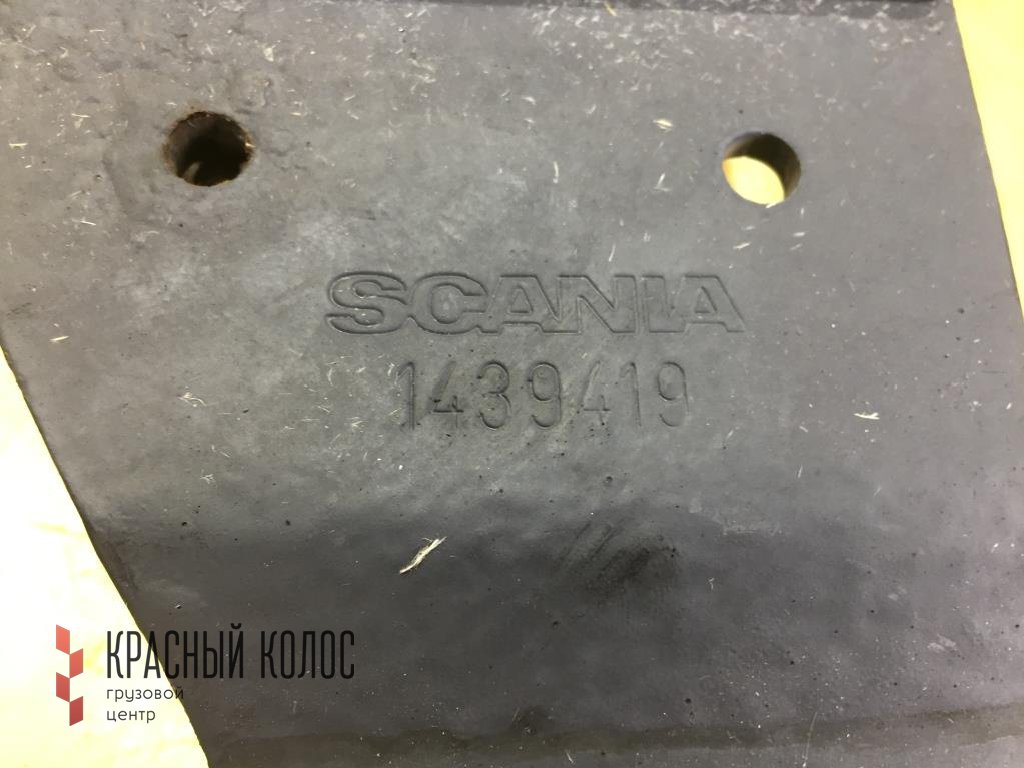 SCANIA
1439419
КРАСНЫЙ КОЛОС
грузовой
центр